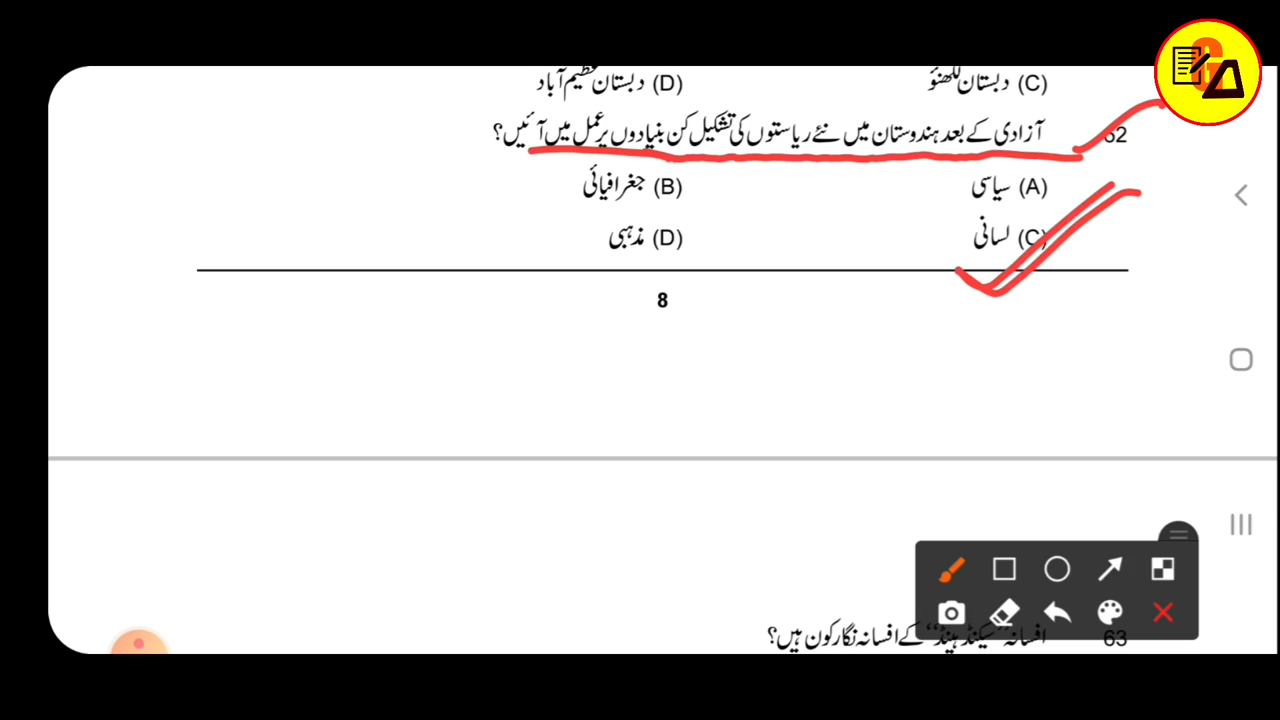 (C) دبستان لکھنؤ (D) دبستان عظیم آباد
62 آزادی کے بعد ہندوستان میں نئے ریاستوں کی تشکیل کن بنیادوں پر عمل میں آئیں؟
(A) سیاسی (B) جغرافیائی
(C) لسانی (D) مذہبی
8
63 افسانہ ”سیکنڈ ہینڈ“ کے افسانہ نگار کون ہیں؟